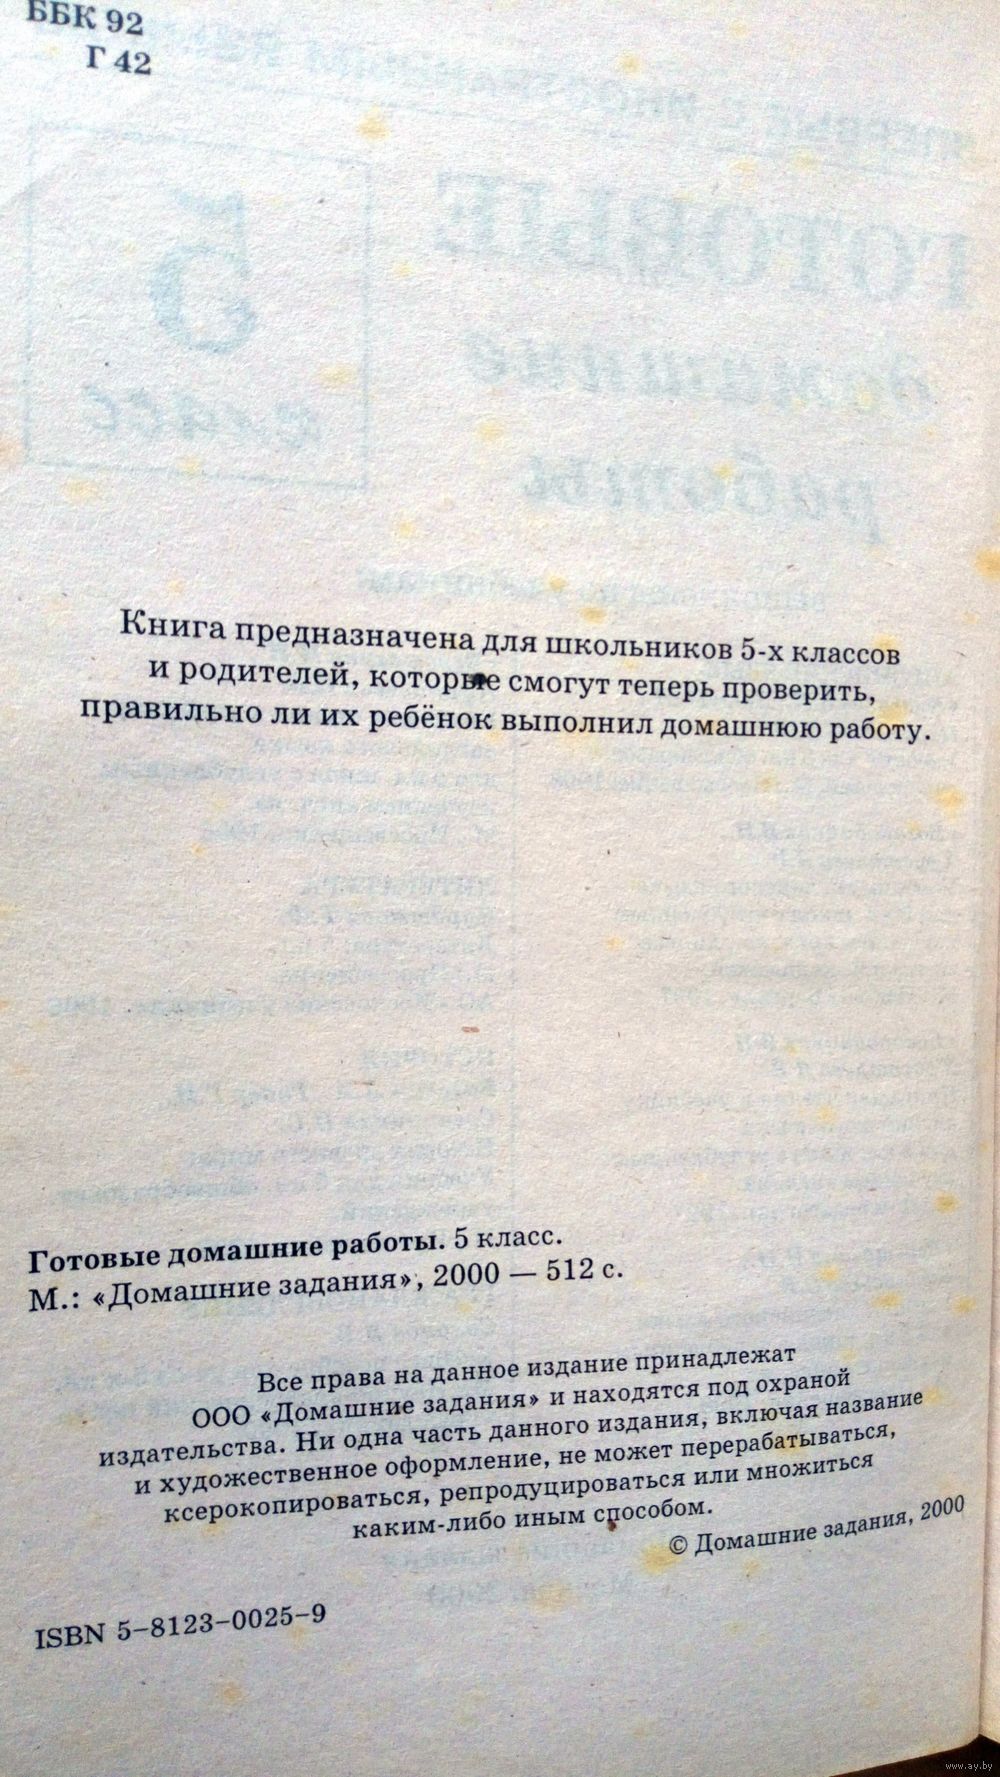 ББК 92
Г 42
Книга предназначена для школьников 5-х классов
и родителей, которые смогут теперь проверить,
правильно ли их ребёнок выполнил домашнюю работу.
Готовые домашние работы. 5 класс.
М.: «Домашние задания», 2000 — 512 с.
Все права на данное издание принадлежат
ООО «Домашние задания» и находятся под охраной
издательства. Ни одна часть данного издания, включая название
и художественное оформление, не может перерабатываться,
ксерокопироваться, репродуцироваться или множиться
каким-либо иным способом.
© Домашние задания, 2000
ISBN 5–8123–0025–9
www.ay.by